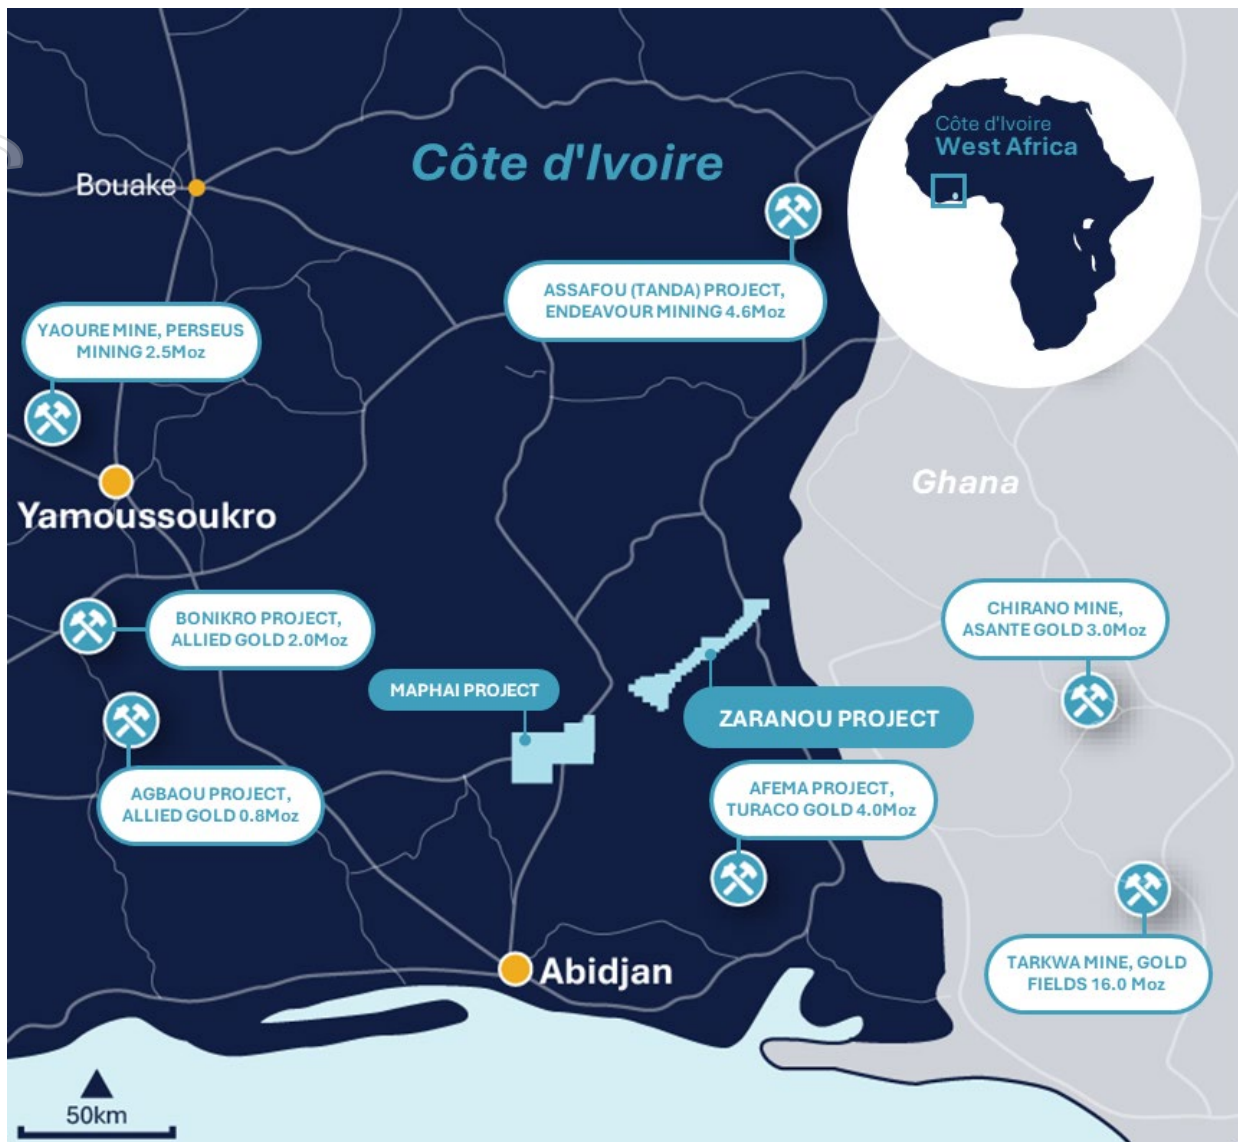 Côte d'Ivoire
West Africa
Côte d'Ivoire
Bouake
ASSAFOU (TANDA) PROJECT,
ENDEAVOUR MINING 4.6Moz
YAOURE MINE, PERSEUS
MINING 2.5Moz
Ghana
Yamoussoukro
BONIKRO PROJECT,
ALLIED GOLD 2.0Moz
CHIRANO MINE,
ASANTE GOLD 3.0Moz
MAPHAI PROJECT
ZARANOU PROJECT
AGBAOU PROJECT,
ALLIED GOLD 0.8Moz
AFEMA PROJECT,
TURACO GOLD 4.0Moz
Abidjan
TARKWA MINE, GOLD
FIELDS 16.0 Moz
50km